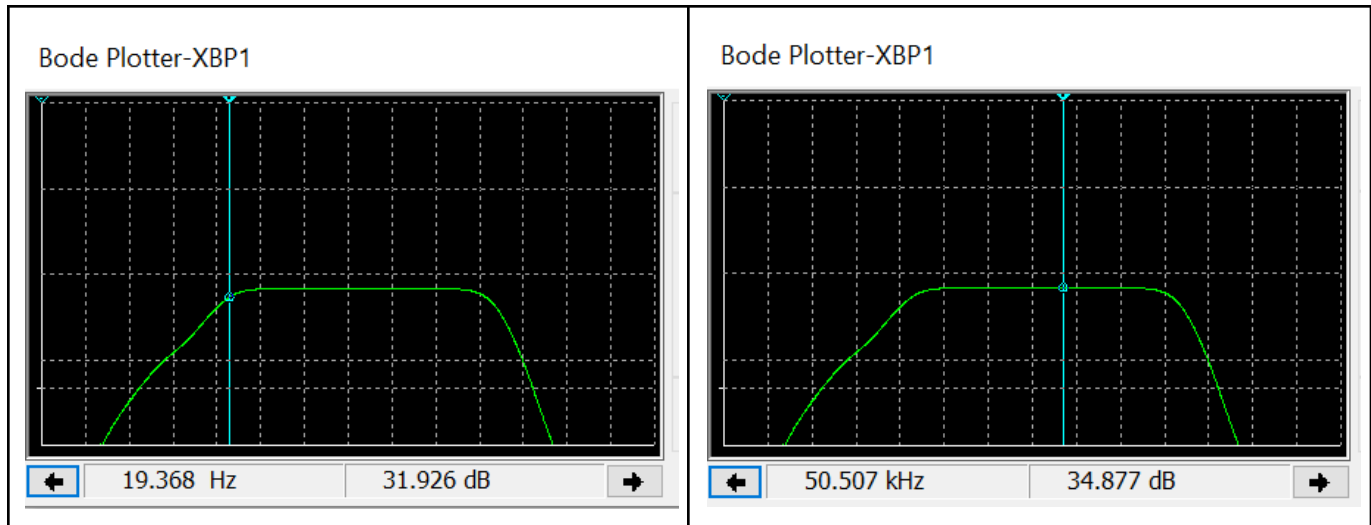 Bode Plotter-XBP1
19.368 Hz 31.926 dB
Bode Plotter-XBP1
50.507 kHz 34.877 dB